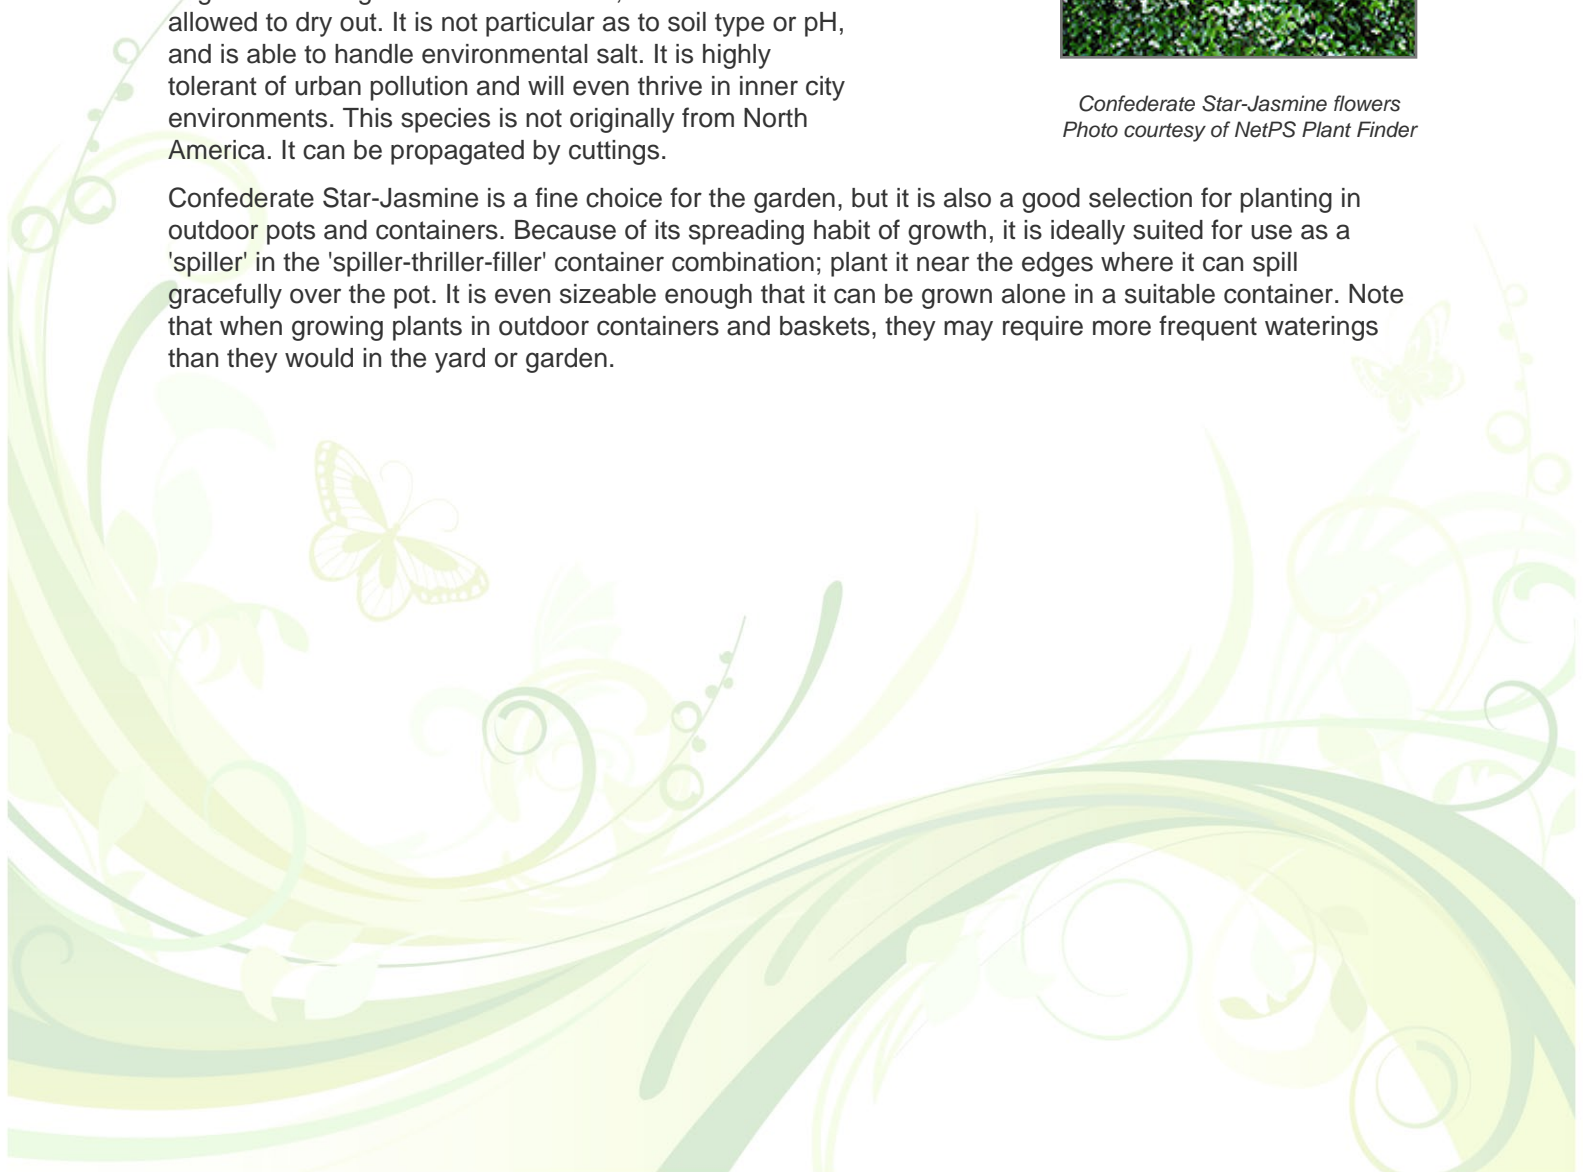 allowed to dry out. It is not particular as to soil type or pH,
and is able to handle environmental salt. It is highly
tolerant of urban pollution and will even thrive in inner city
environments. This species is not originally from North
America. It can be propagated by cuttings.
Confederate Star-Jasmine flowers
Photo courtesy of NetPS Plant Finder
Confederate Star-Jasmine is a fine choice for the garden, but it is also a good selection for planting in
outdoor pots and containers. Because of its spreading habit of growth, it is ideally suited for use as a
'spiller' in the 'spiller-thriller-filler' container combination; plant it near the edges where it can spill
gracefully over the pot. It is even sizeable enough that it can be grown alone in a suitable container. Note
that when growing plants in outdoor containers and baskets, they may require more frequent waterings
than they would in the yard or garden.